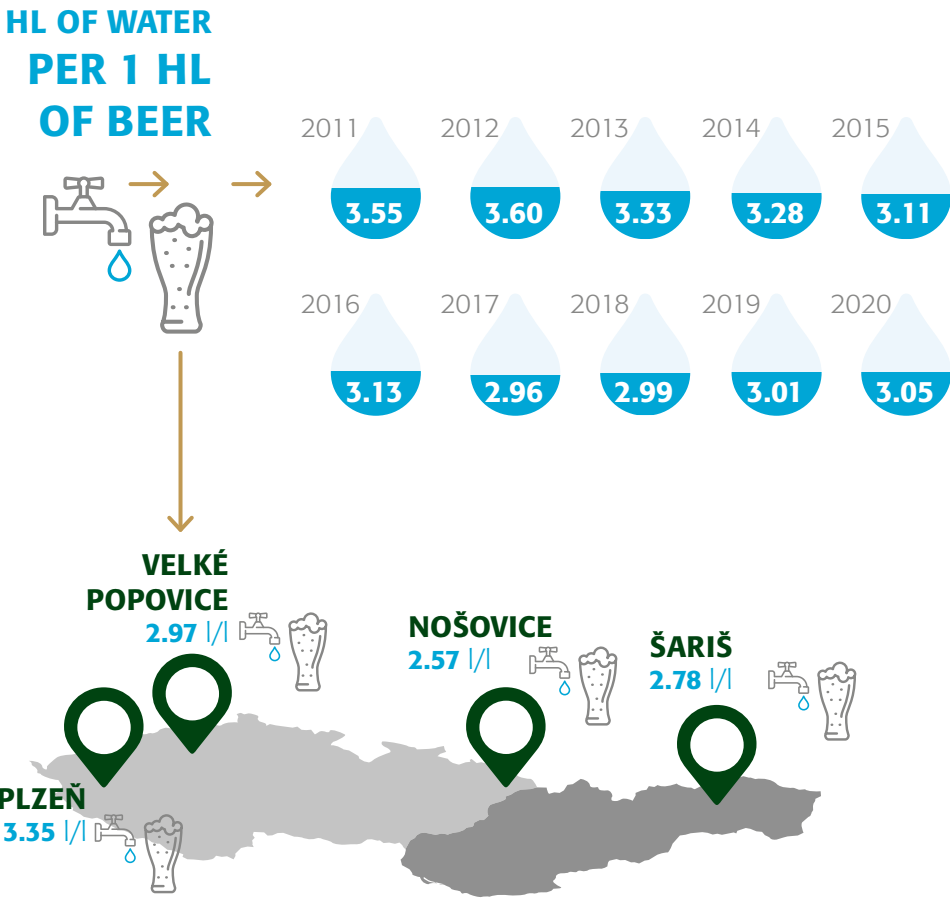 HL OF WATER
PER 1 HL
OF BEER
2011
2012
2013
2014
2015
3.55
3.60
3.33
3.28
3.11
2016
2017
2018
2019
2020
3.13
2.96
2.99
3.01
3.05
VELKÉ
POPOVICE
2.97 l/l
NOŠOVICE
2.57 l/l
ŠARIŠ
2.78 l/l
PLZEŇ
3.35 l/l